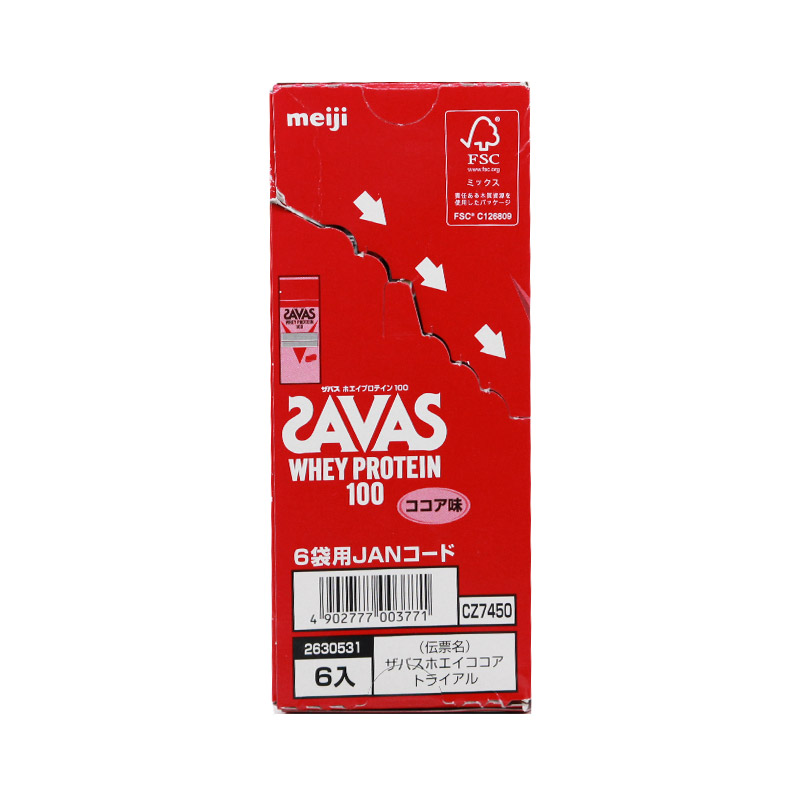 meiji
FSC
www.fsc.org
ミックス
責任ある木質資源を
使用したパッケージ
FSC® C126809
SAVAS
WHEY PROTEIN
100
ザバス ホエイプロテイン100
SAVAS
WHEY PROTEIN
100
ココア味
6袋用JANコード
4 902777 003771
CZ7450
2630531
6入
(伝票名)
ザバスホエイココア
トライアル